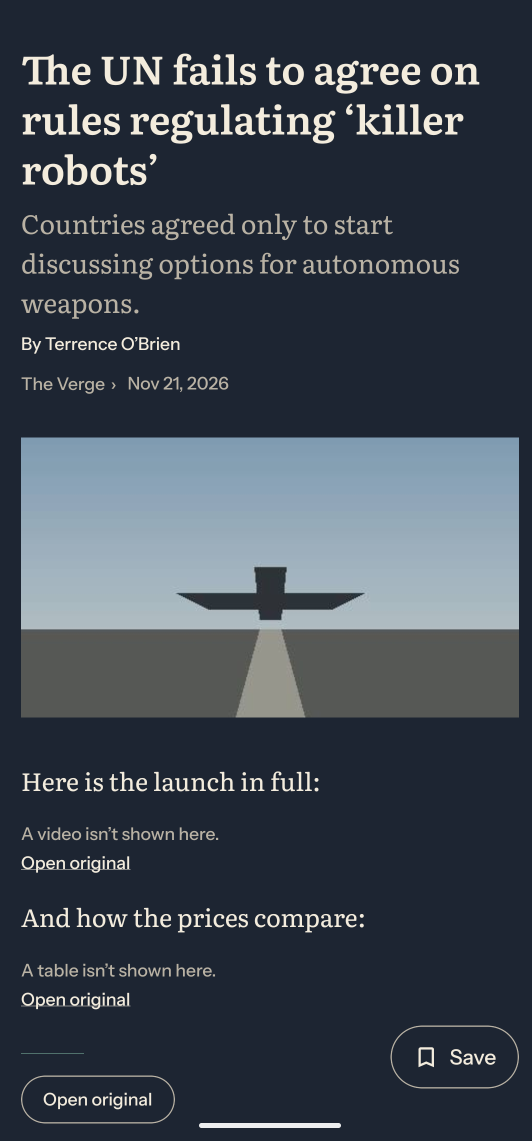 The UN fails to agree on
rules regulating ‘killer
robots’
Countries agreed only to start
discussing options for autonomous
weapons.
By Terrence O’Brien
The Verge › Nov 21, 2026
Here is the launch in full:
A video isn’t shown here.
Open original
And how the prices compare:
A table isn’t shown here.
Open original
Save
Open original